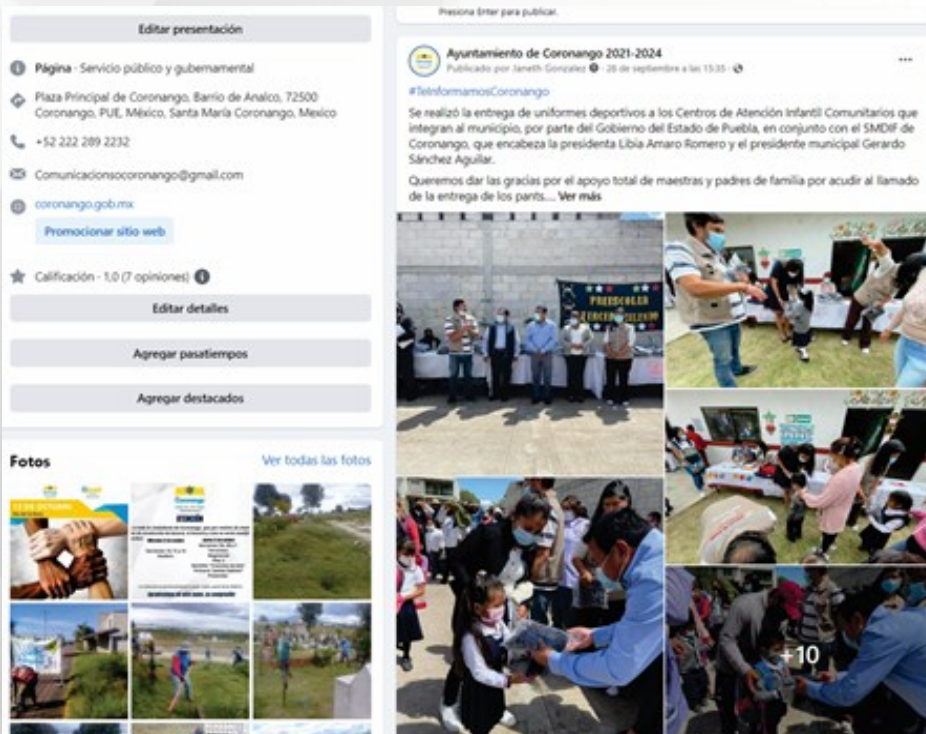 Editar presentación
Página · Servicio público y gubernamental
Plaza Principal de Coronango, Barrio de Analco, 72500
Coronango, PUE, México, Santa María Coronango, Mexico
+52 222 289 2232
Comunicacionsocoronango@gmail.com
coronango.gob.mx
Promocionar sitio web
Calificación · 1,0 (7 opiniones)
Editar detalles
Agregar pasatiempos
Agregar destacados
Fotos
Ver todas las fotos
12 DE OCTUBRE
Coronango
Presiona Enter para publicar.
Ayuntamiento de Coronango 2021-2024
Publicado por Janeth Gonzalez · 28 de septiembre a las 15:35 ·
#TeInformamosCoronango
Se realizó la entrega de uniformes deportivos a los Centros de Atención Infantil Comunitarios que
integran al municipio, por parte del Gobierno del Estado de Puebla, en conjunto con el SMDIF de
Coronango, que encabeza la presidenta Libia Amaro Romero y el presidente municipal Gerardo
Sánchez Aguilar.
Queremos dar las gracias por el apoyo total de maestras y padres de familia por acudir al llamado
de la entrega de los pants.... Ver más
PREESCOLAR
+10